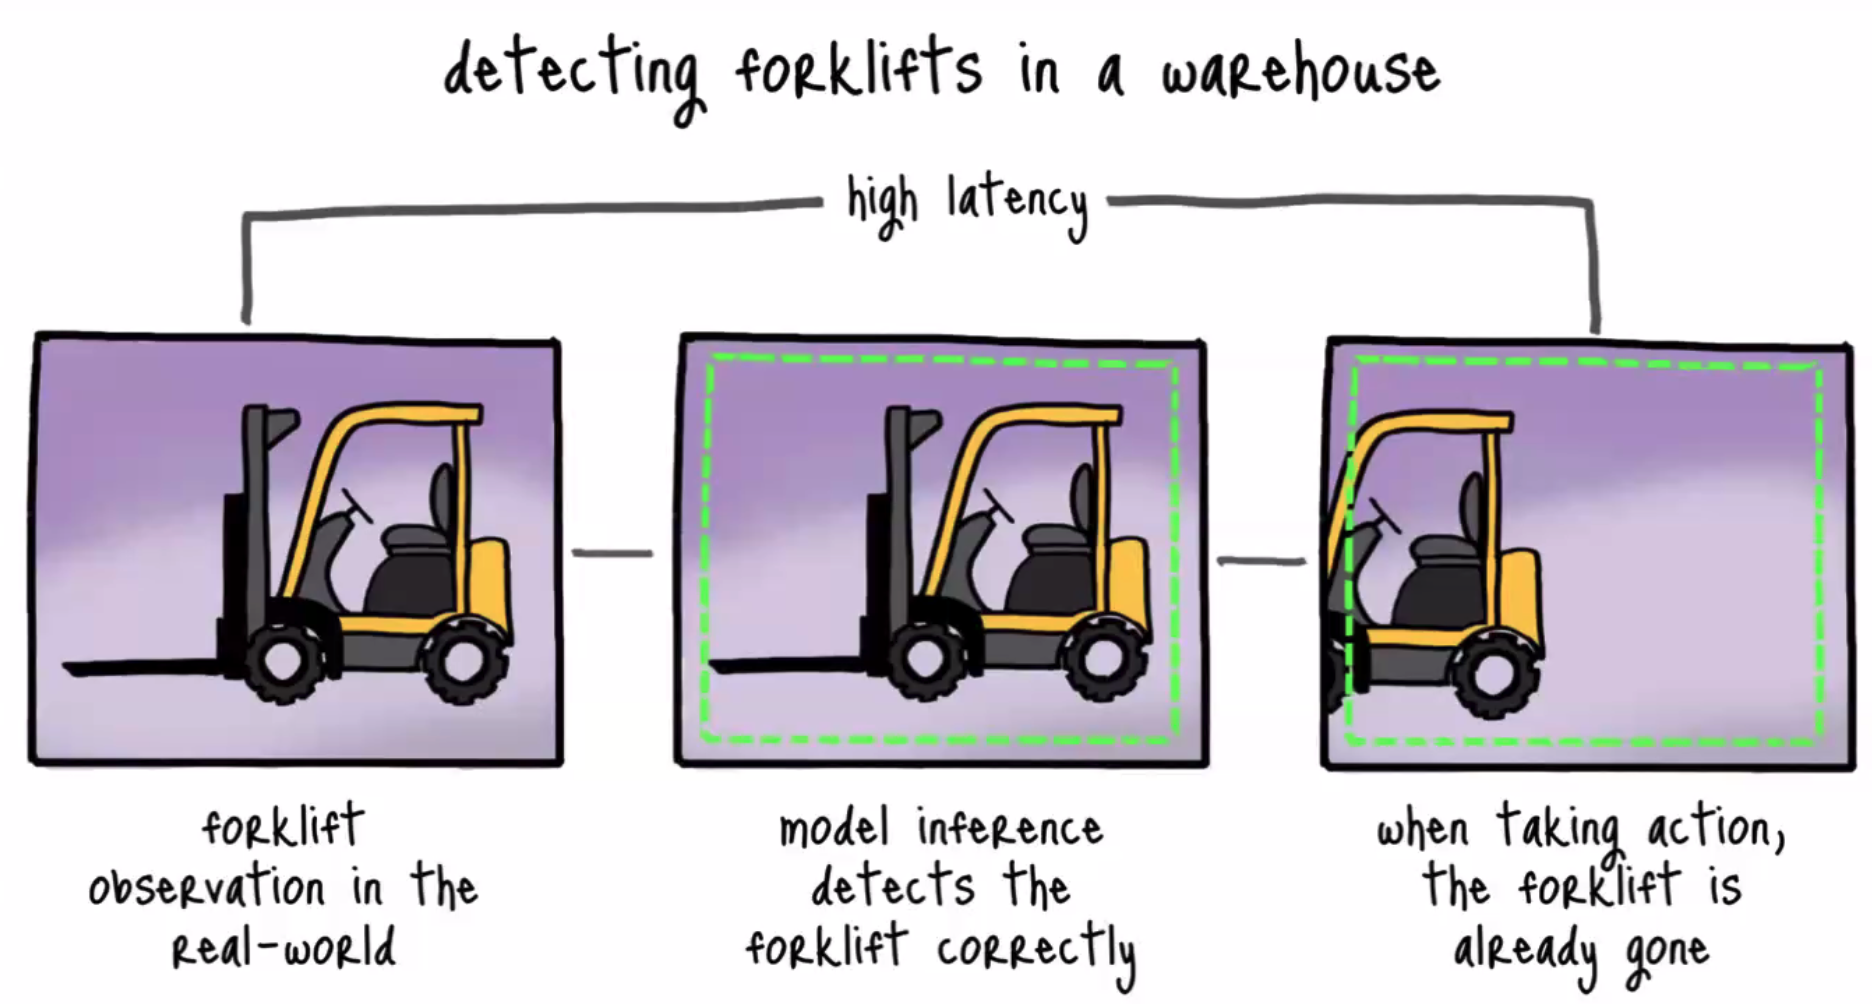 detecting forklifts in a warehouse
high latency
forklift
observation in the
real-world
model inference
detects the
forklift correctly
when taking action,
the forklift is
already gone